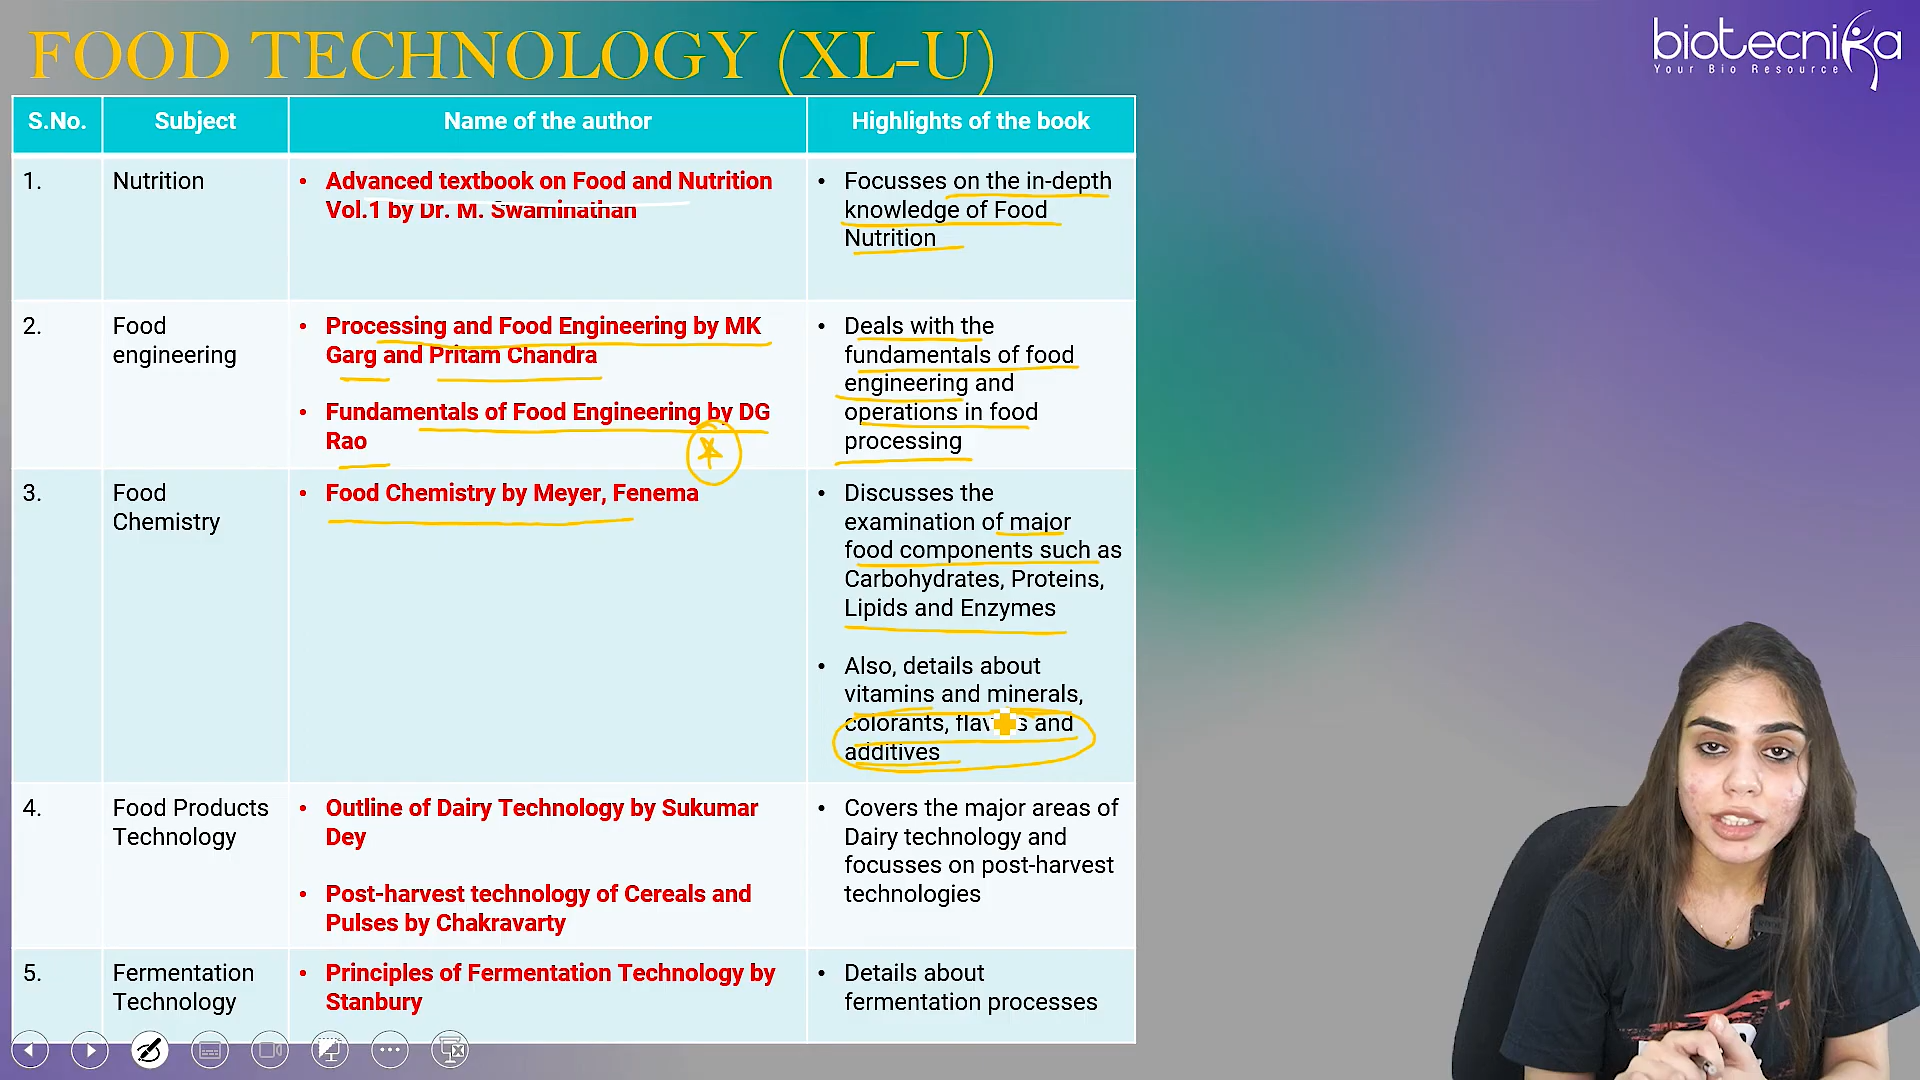 FOOD TECHNOLOGY (XL-U)
biotecnika
Your Bio Resource
S.No.
Subject
Name of the author
Highlights of the book
1.
Nutrition
• Advanced textbook on Food and Nutrition
Vol.1 by Dr. M. Swaminathan
• Focusses on the in-depth
knowledge of Food
Nutrition
2.
Food
engineering
• Processing and Food Engineering by MK
Garg and Pritam Chandra
• Fundamentals of Food Engineering by DG
Rao
• Deals with the
fundamentals of food
engineering and
operations in food
processing
3.
Food
Chemistry
• Food Chemistry by Meyer, Fenema
• Discusses the
examination of major
food components such as
Carbohydrates, Proteins,
Lipids and Enzymes
• Also, details about
vitamins and minerals,
colorants, and
additives
4.
Food Products
Technology
• Outline of Dairy Technology by Sukumar
Dey
• Post-harvest technology of Cereals and
Pulses by Chakravarty
• Covers the major areas of
Dairy technology and
focusses on post-harvest
technologies
5.
Fermentation
Technology
• Principles of Fermentation Technology by
Stanbury
• Details about
fermentation processes